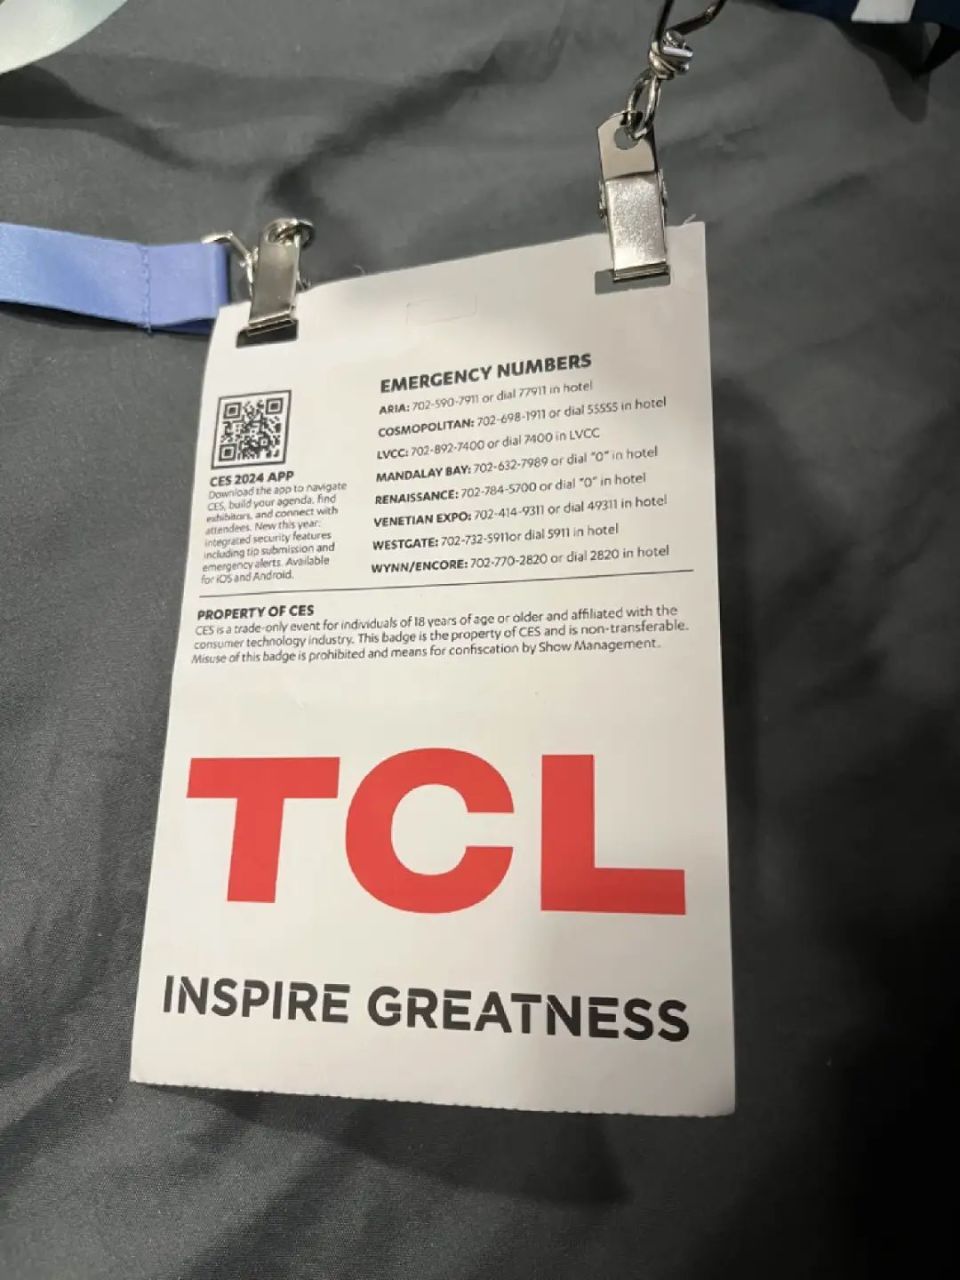 CES 2024 APP
Download the app to navigate
CES, build your agenda, find
exhibitors, and connect with
attendees. New this year:
integrated security features
including tip submission and
emergency alerts. Available
for iOS and Android.
EMERGENCY NUMBERS
ARIA: 702-590-7911 or dial 77911 in hotel
COSMOPOLITAN: 702-698-1911 or dial 55555 in hotel
LVCC: 702-892-7400 or dial 7400 in LVCC
MANDALAY BAY: 702-632-7989 or dial "0" in hotel
RENAISSANCE: 702-784-5700 or dial "0" in hotel
VENETIAN EXPO: 702-414-9311 or dial 49311 in hotel
WESTGATE: 702-732-5911or dial 5911 in hotel
WYNN/ENCORE: 702-770-2820 or dial 2820 in hotel
PROPERTY OF CES
CES is a trade-only event for individuals of 18 years of age or older and affiliated with the
consumer technology industry. This badge is the property of CES and is non-transferable.
Misuse of this badge is prohibited and means for confiscation by Show Management.
TCL
INSPIRE GREATNESS